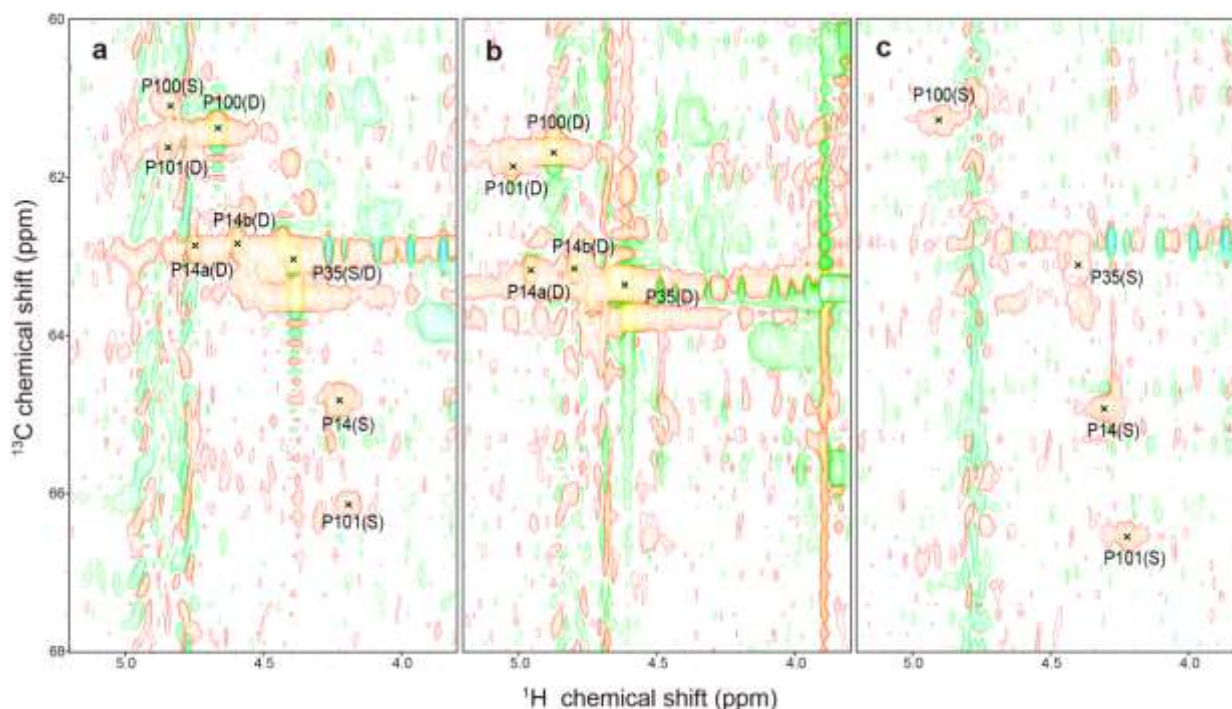 a
b
c
60
62
64
66
68
P100(S)
P100(D)
P101(D)
P14b(D)
P14a(D)
P35(S/D)
P14(S)
P101(S)
P100(D)
P101(D)
P14b(D)
P14a(D)
P35(D)
P100(S)
P35(S)
P14(S)
P101(S)
¹³C chemical shift (ppm)
5.0 4.5 4.0
5.0 4.5 4.0
5.0 4.5 4.0
¹H chemical shift (ppm)